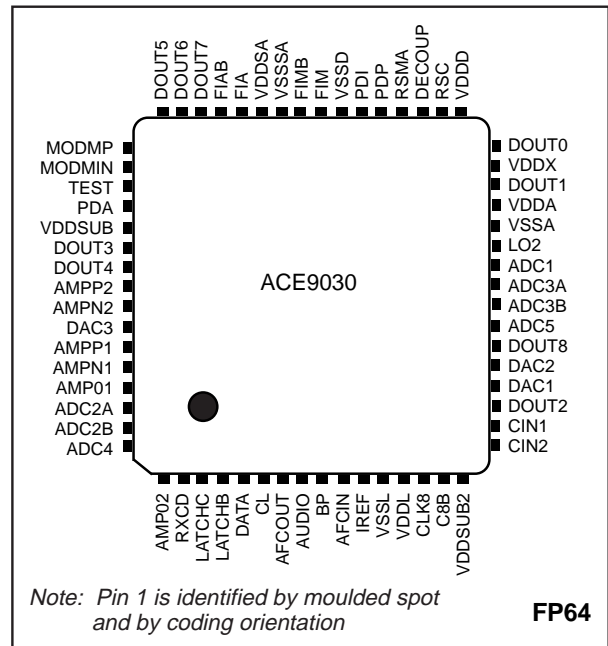 DOUT5
DOUT6
DOUT7
FIAB
FIA
VDDSA
VSSSA
FIMB
FIM
VSSD
PDI
PDP
RSMA
DECOUP
RSC
VDDD
MODMP
MODMIN
TEST
PDA
VDDSUB
DOUT3
DOUT4
AMPP2
AMPN2
DAC3
AMPP1
AMPN1
AMP01
ADC2A
ADC2B
ADC4
ACE9030
DOUT0
VDDX
DOUT1
VDDA
VSSA
LO2
ADC1
ADC3A
ADC3B
ADC5
DOUT8
DAC2
DAC1
DOUT2
CIN1
CIN2
AMP02
RXCD
LATCHC
LATCHB
DATA
CL
AFCOUT
AUDIO
BP
AFCIN
IREF
VSSL
VDDL
CLK8
C8B
VDDSUB2
Note: Pin 1 is identified by moulded spot
and by coding orientation
FP64